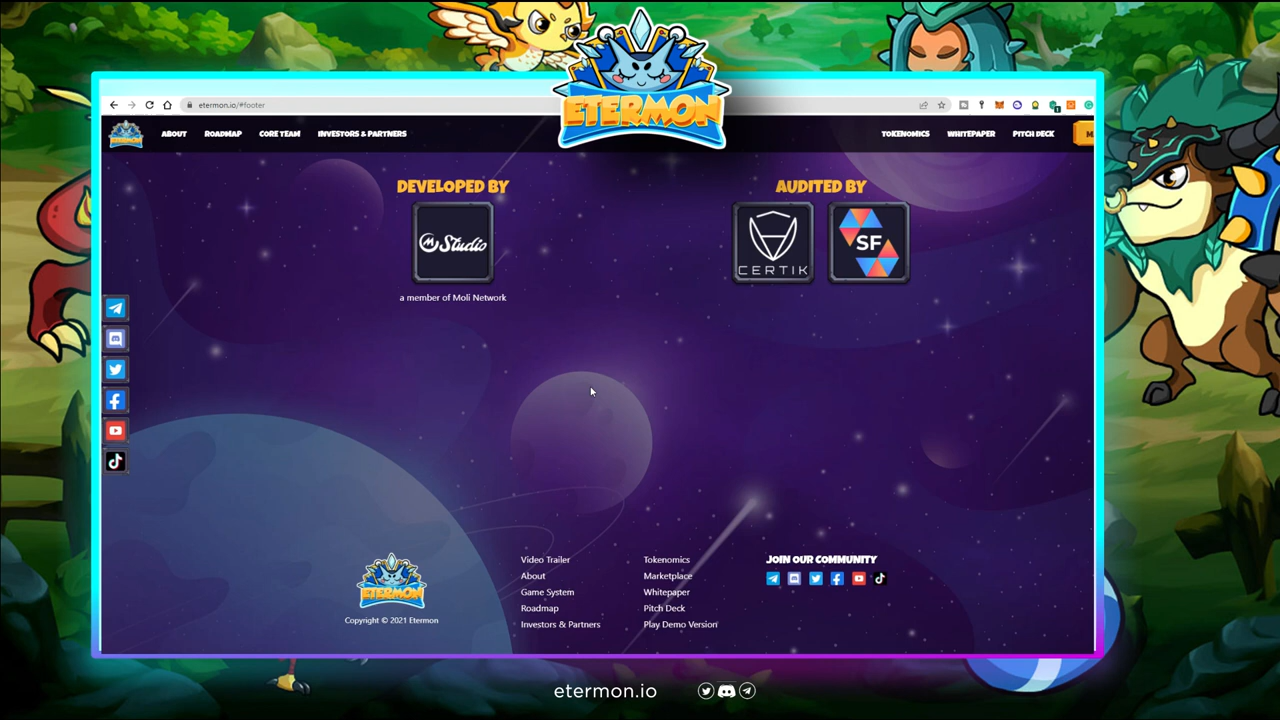 ETERMON
etermon.io/#footer
ETERMON
ABOUT
ROADMAP
CORE TEAM
INVESTORS & PARTNERS
TOKENOMICS
WHITEPAPER
PITCH DECK
M
DEVELOPED BY
AUDITED BY
M Studio
CERTIK
SF
a member of Moli Network
Video Trailer
About
Game System
Roadmap
Investors & Partners
Tokenomics
Marketplace
Whitepaper
Pitch Deck
Play Demo Version
JOIN OUR COMMUNITY
ETERMON
Copyright © 2021 Etermon
etermon.io